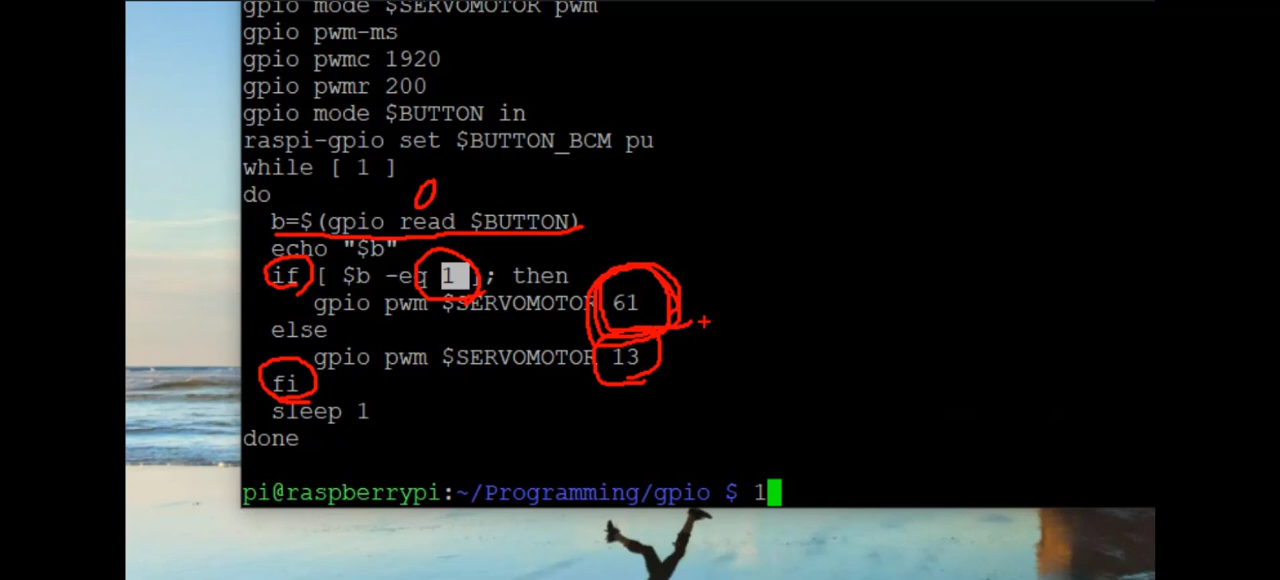 gpio mode $SERVOMOTOR pwm
gpio pwm-ms
gpio pwmc 1920
gpio pwmr 200
gpio mode $BUTTON in
raspi-gpio set $BUTTON_BCM pu
while [ 1 ]
do
0
b=$(gpio read $BUTTON)
echo "$b"
if [ $b -eq 1 ]; then
gpio pwm $SERVOMOTOR 61
+
else
gpio pwm $SERVOMOTOR 13
fi
sleep 1
done
pi@raspberrypi:~/Programming/gpio $ 1